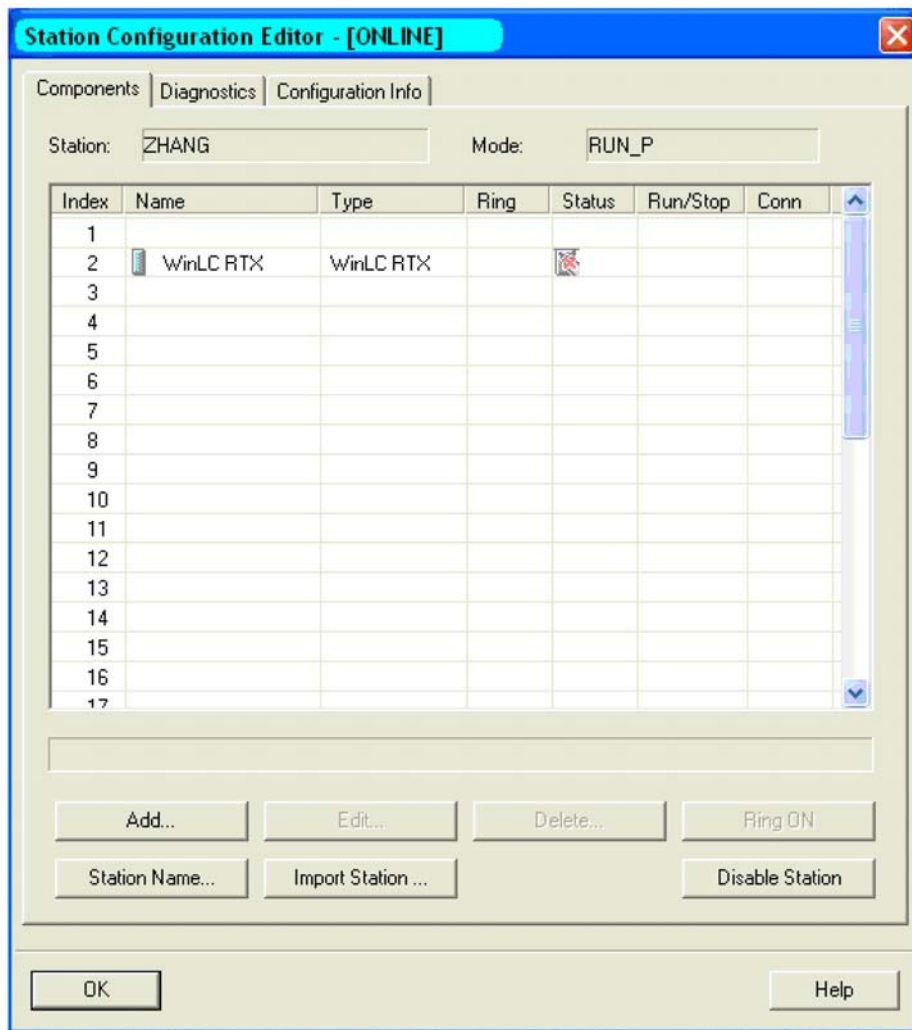 Station Configuration Editor - [ONLINE]
Components Diagnostics Configuration Info
Station: ZHANG Mode: RUN_P
Index Name Type Ring Status Run/Stop Conn
1
2 WinLC RTX WinLC RTX
3
4
5
6
7
8
9
10
11
12
13
14
15
16
17
Add... Edit... Delete... Ring ON
Station Name... Import Station ... Disable Station
OK Help